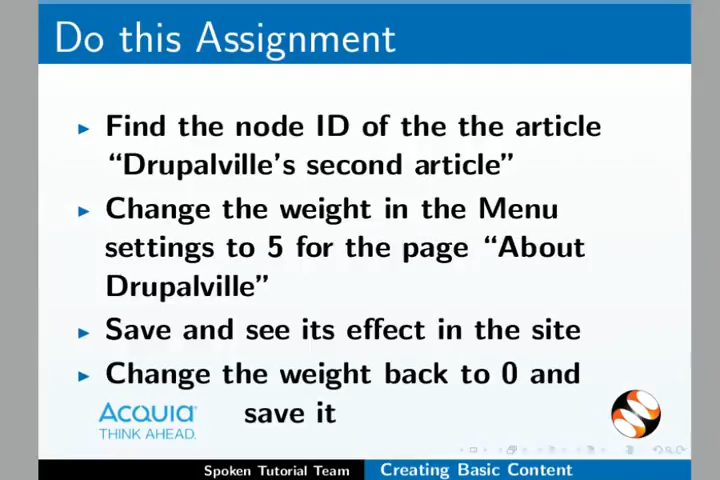 Do this Assignment
Find the node ID of the the article
“Drupalville’s second article”
Change the weight in the Menu
settings to 5 for the page “About
Drupalville”
Save and see its effect in the site
Change the weight back to 0 and
save it
ACQUIA
THINK AHEAD.
Spoken Tutorial Team
Creating Basic Content